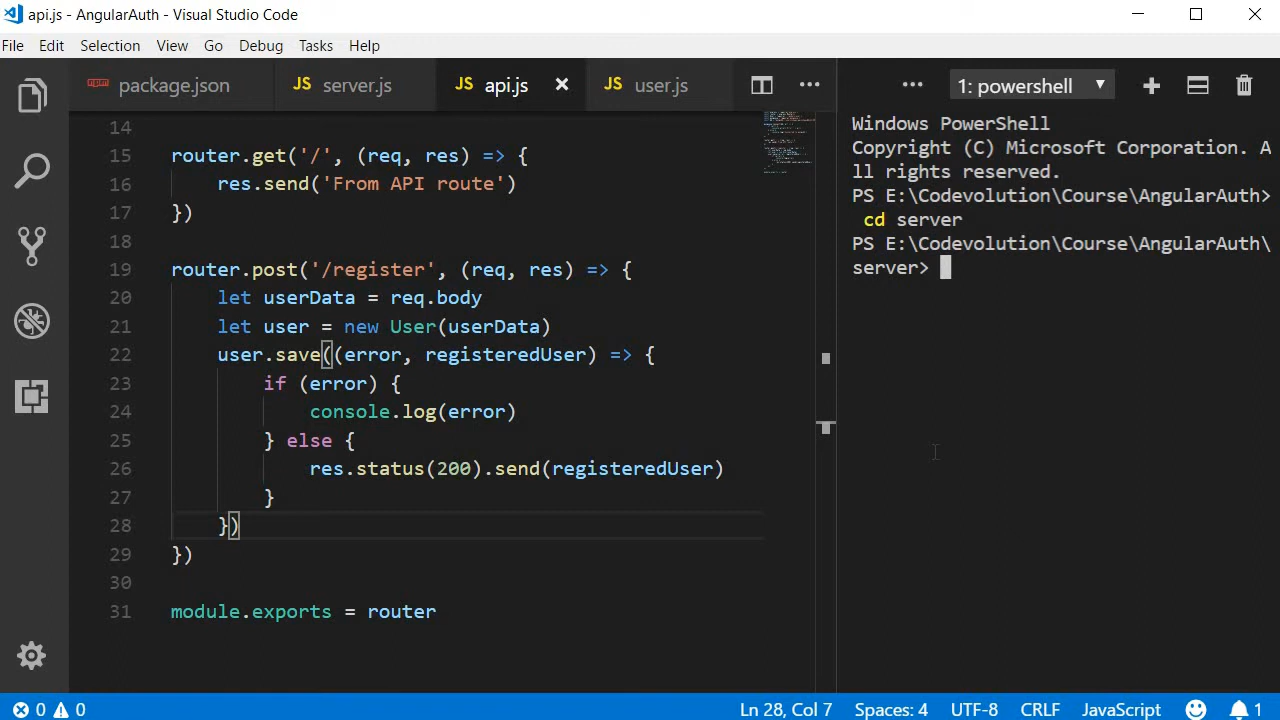 api.js - AngularAuth - Visual Studio Code
File Edit Selection View Go Debug Tasks Help
npm package.json JS server.js JS api.js JS user.js
14
15 router.get('/', (req, res) => {
16 res.send('From API route')
17 })
18
19 router.post('/register', (req, res) => {
20 let userData = req.body
21 let user = new User(userData)
22 user.save((error, registeredUser) => {
23 if (error) {
24 console.log(error)
25 } else {
26 res.status(200).send(registeredUser)
27 }
28 })
29 })
30
31 module.exports = router
1: powershell
Windows PowerShell
Copyright (C) Microsoft Corporation. A
ll rights reserved.
PS E:\Codevolution\Course\AngularAuth>
cd server
PS E:\Codevolution\Course\AngularAuth\
server>
0 0 Ln 28, Col 7 Spaces: 4 UTF-8 CRLF JavaScript 1